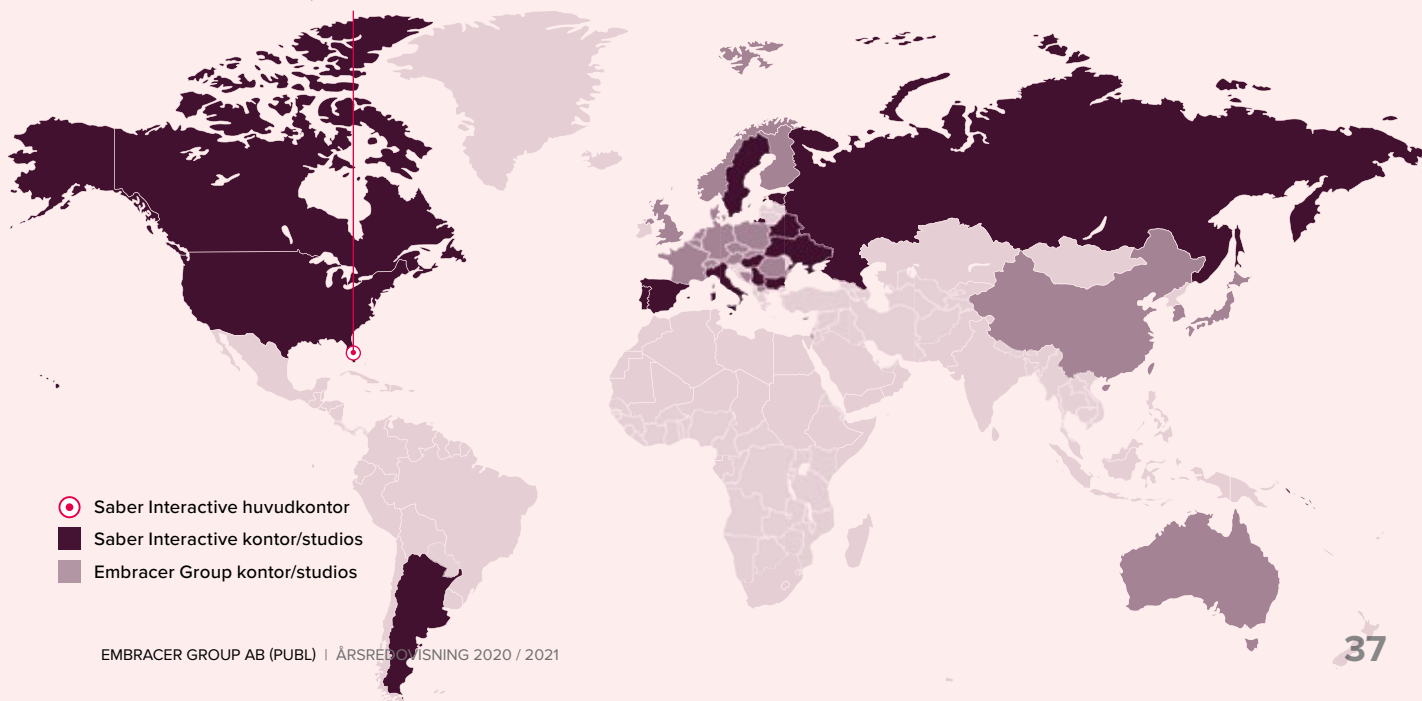 Saber Interactive huvudkontor
Saber Interactive kontor/studios
Embracer Group kontor/studios
EMBRACER GROUP AB (PUBL) | ÅRSREDOVISNING 2020 / 2021
37